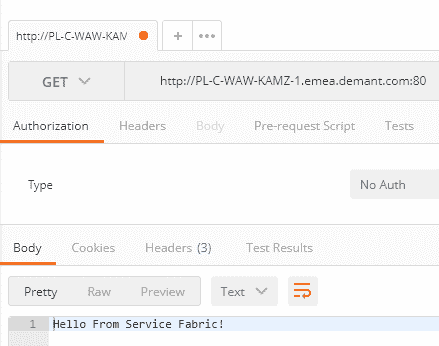 http://PL-C-WAW-KAM
GET http://PL-C-WAW-KAMZ-1.emea.demant.com:80
Authorization Headers Body Pre-request Script Tests
Type No Auth
Body Cookies Headers (3) Test Results
Pretty Raw Preview Text
1 Hello From Service Fabric!